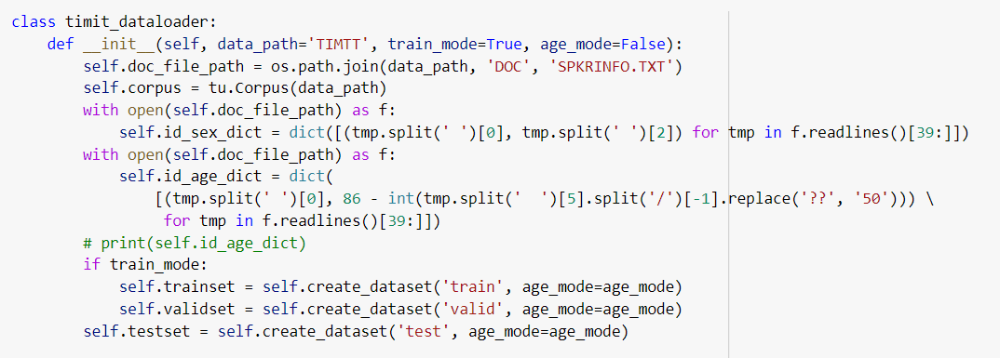 class timit_dataloader:
    def __init__(self, data_path='TIMTT', train_mode=True, age_mode=False):
        self.doc_file_path = os.path.join(data_path, 'DOC', 'SPKRINFO.TXT')
        self.corpus = tu.Corpus(data_path)
        with open(self.doc_file_path) as f:
            self.id_sex_dict = dict([(tmp.split(' ')[0], tmp.split(' ')[2]) for tmp in f.readlines()[39:]])
        with open(self.doc_file_path) as f:
            self.id_age_dict = dict(
                [(tmp.split(' ')[0], 86 - int(tmp.split('  ')[5].split('/')[-1].replace('??', '50'))) \
                 for tmp in f.readlines()[39:]])
        # print(self.id_age_dict)
        if train_mode:
            self.trainset = self.create_dataset('train', age_mode=age_mode)
            self.validset = self.create_dataset('valid', age_mode=age_mode)
        self.testset = self.create_dataset('test', age_mode=age_mode)